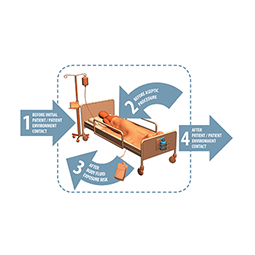 1
BEFORE INITIAL
PATIENT / PATIENT
ENVIRONMENT
CONTACT
2
BEFORE ASEPTIC
PROCEDURE
3
AFTER
BODY FLUID
EXPOSURE RISK
4
AFTER
PATIENT / PATIENT
ENVIRONMENT
CONTACT